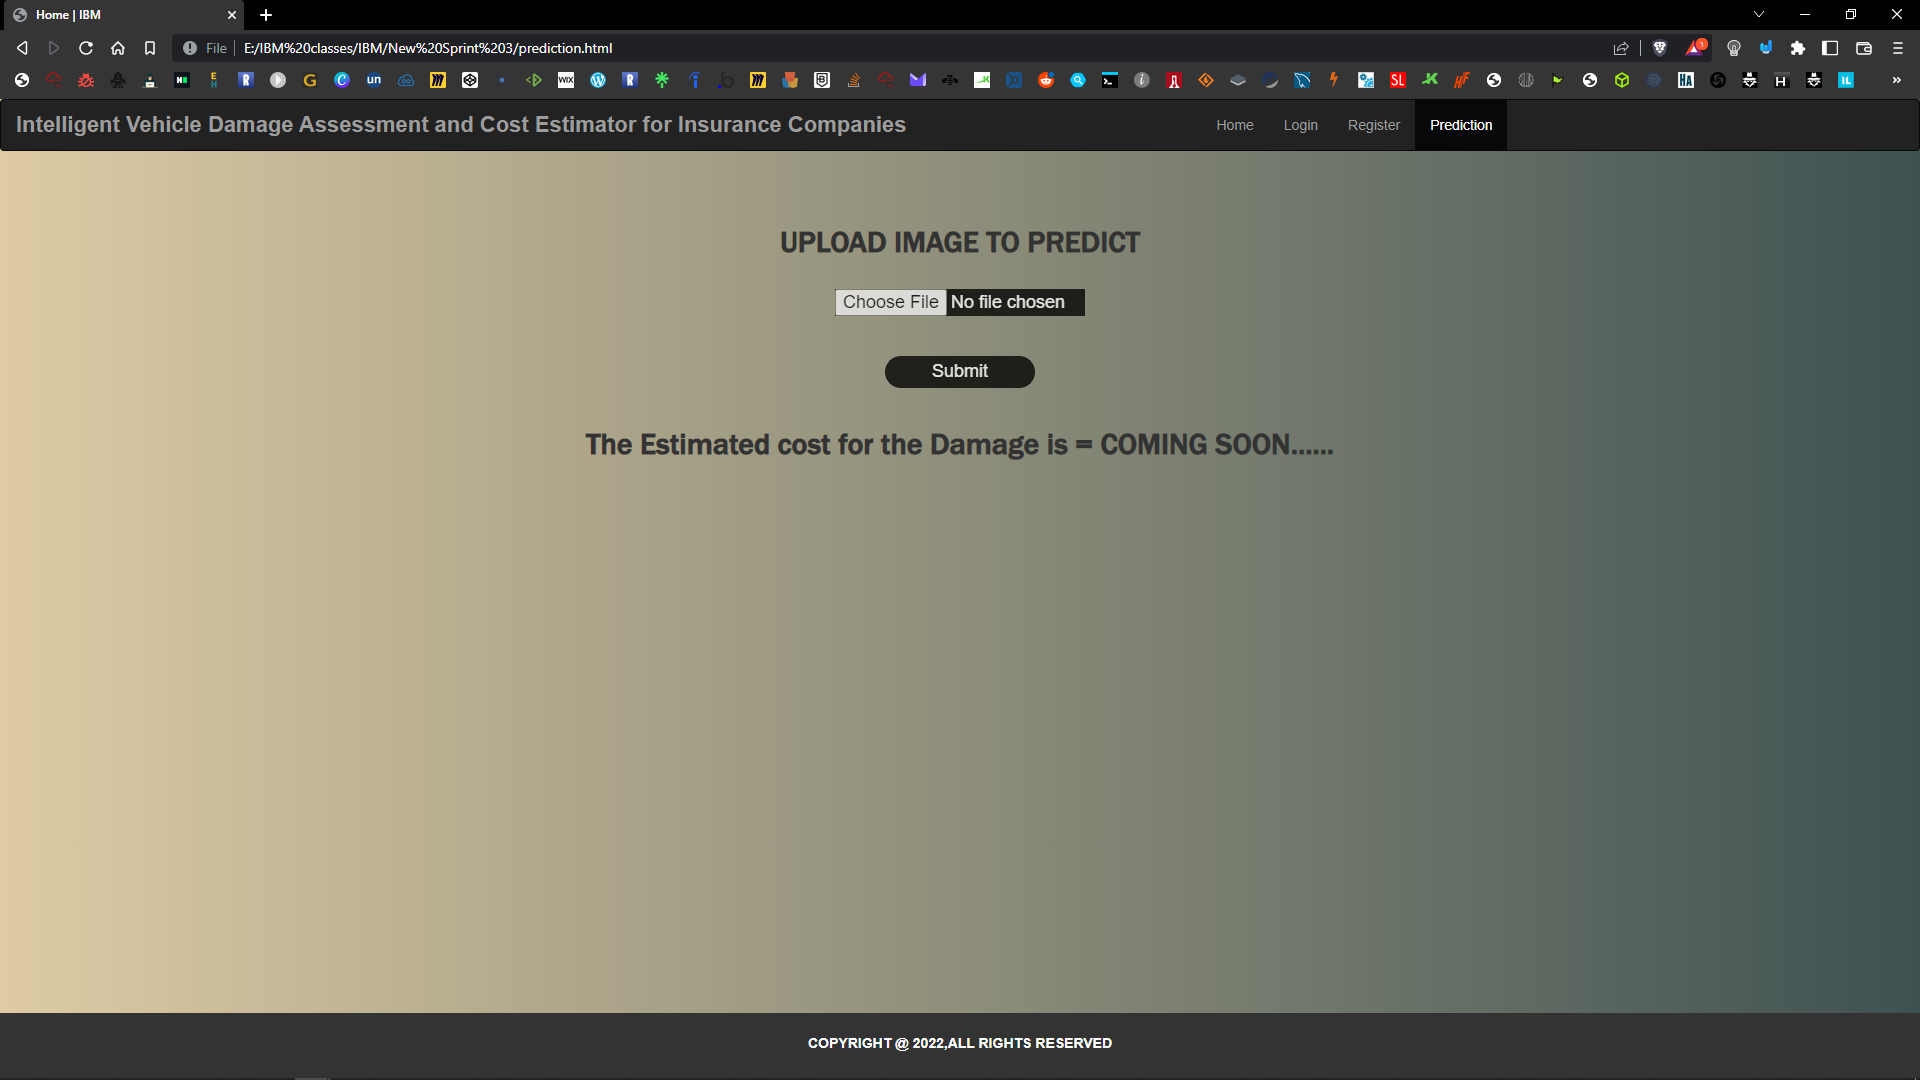 Home | IBM
File E:/IBM%20classes/IBM/New%20Sprint%203/prediction.html
Intelligent Vehicle Damage Assessment and Cost Estimator for Insurance Companies
Home Login Register Prediction
UPLOAD IMAGE TO PREDICT
Choose File No file chosen
Submit
The Estimated cost for the Damage is = COMING SOON......
COPYRIGHT @ 2022,ALL RIGHTS RESERVED